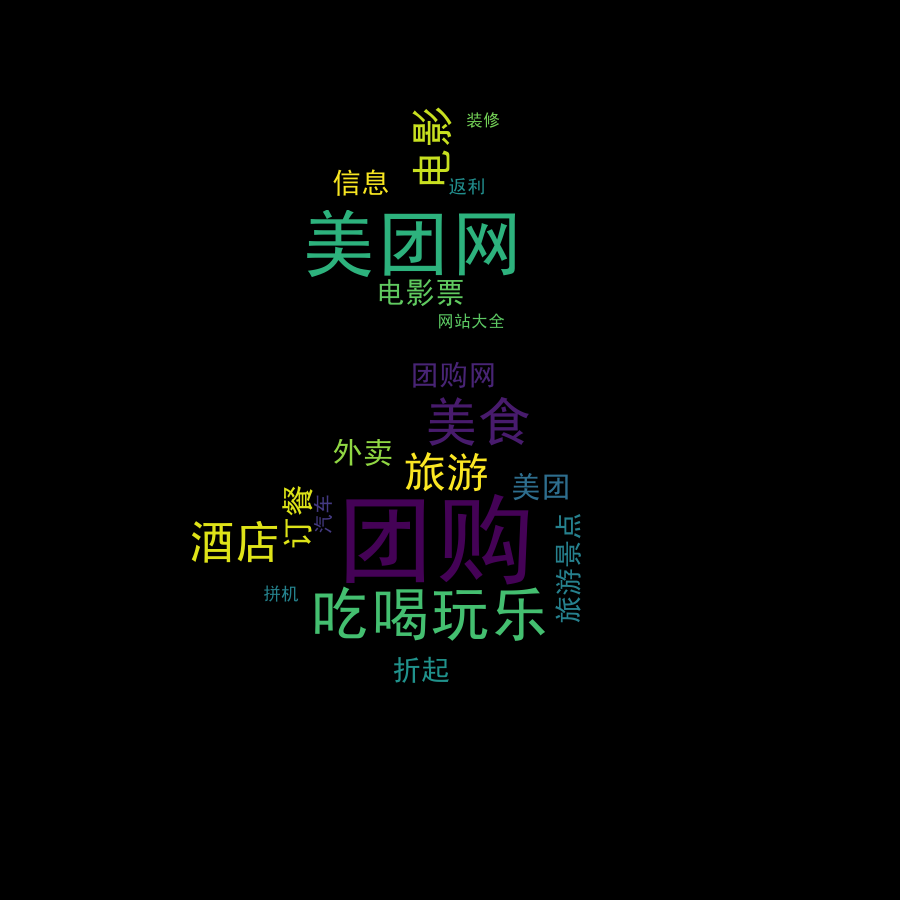 电影
装修
信息
返利
美团网
电影票
网站大全
团购网
美食
外卖
旅游
美团
订餐
汽车
团购
酒店
旅游景点
拼机
吃喝玩乐
折起